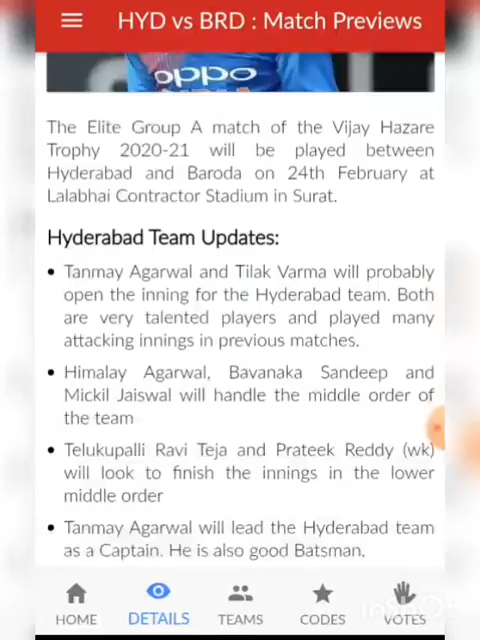 HYD vs BRD : Match Previews
oppo
The Elite Group A match of the Vijay Hazare
Trophy 2020-21 will be played between
Hyderabad and Baroda on 24th February at
Lalabhai Contractor Stadium in Surat.
Hyderabad Team Updates:
• Tanmay Agarwal and Tilak Varma will probably
open the inning for the Hyderabad team. Both
are very talented players and played many
attacking innings in previous matches.
• Himalay Agarwal, Bavanaka Sandeep and
Mickil Jaiswal will handle the middle order of
the team
• Telukupalli Ravi Teja and Prateek Reddy (wk)
will look to finish the innings in the lower
middle order
• Tanmay Agarwal will lead the Hyderabad team
as a Captain. He is also good Batsman.
HOME DETAILS TEAMS CODES VOTES
InShOt